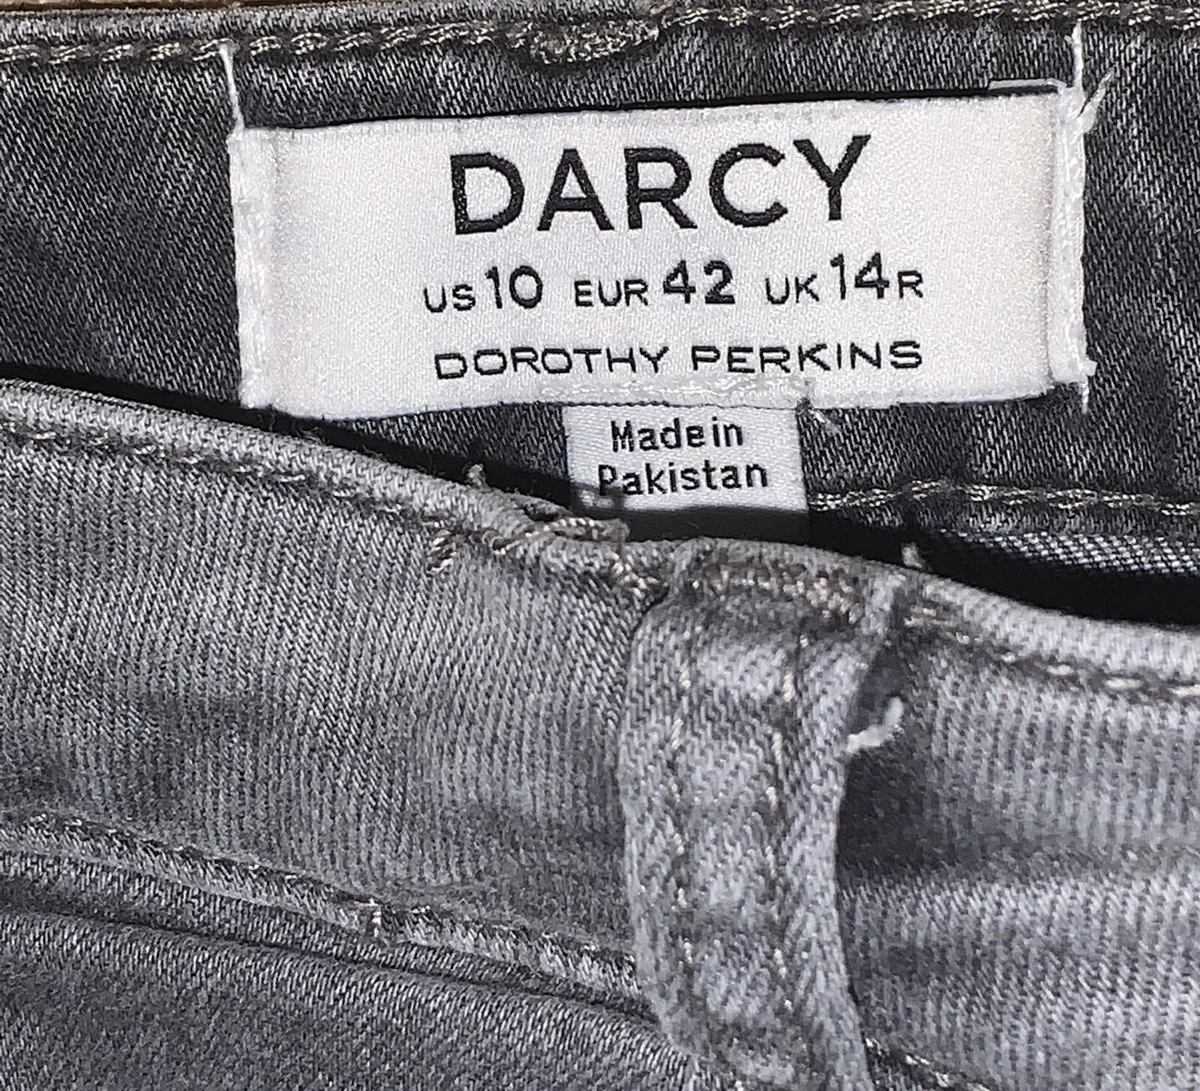 DARCY
US 10 EUR 42 UK 14R
DOROTHY PERKINS
Made in
Pakistan